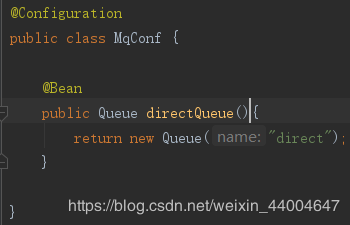 @Configuration
public class MqConf {
@Bean
public Queue directQueue(){
return new Queue( name: "direct");
}
}
https://blog.csdn.net/weixin_44004647